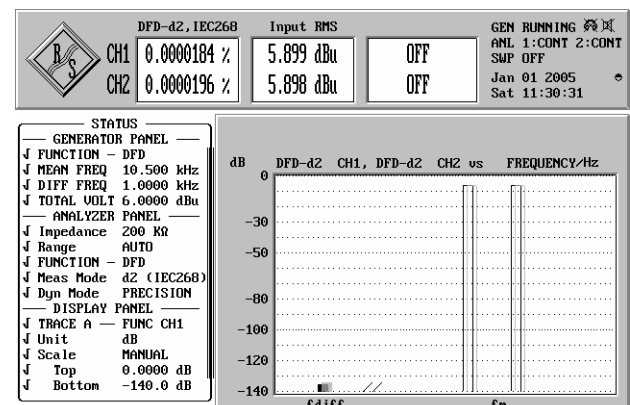 DFD-d2,IEC268 Input RMS
CH1 0.0000184 % 5.899 dBu OFF
CH2 0.0000196 % 5.898 dBu OFF
GEN RUNNING
ANL 1:CONT 2:CONT
SWP OFF
Jan 01 2005
Sat 11:30:31
R S
STATUS
GENERATOR PANEL
√ FUNCTION - DFD
√ MEAN FREQ 10.500 kHz
√ DIFF FREQ 1.0000 kHz
√ TOTAL VOLT 6.0000 dBu
ANALYZER PANEL
√ Impedance 200 KΩ
√ Range AUTO
√ FUNCTION - DFD
√ Meas Mode d2 (IEC268)
√ Dyn Mode PRECISION
DISPLAY PANEL
√ TRACE A — FUNC CH1
√ Unit dB
√ Scale MANUAL
√ Top 0.0000 dB
√ Bottom -140.0 dB
dB DFD-d2 CH1, DFD-d2 CH2 vs FREQUENCY/Hz
0
-30
-50
-80
-100
-120
-140
fdiff fm